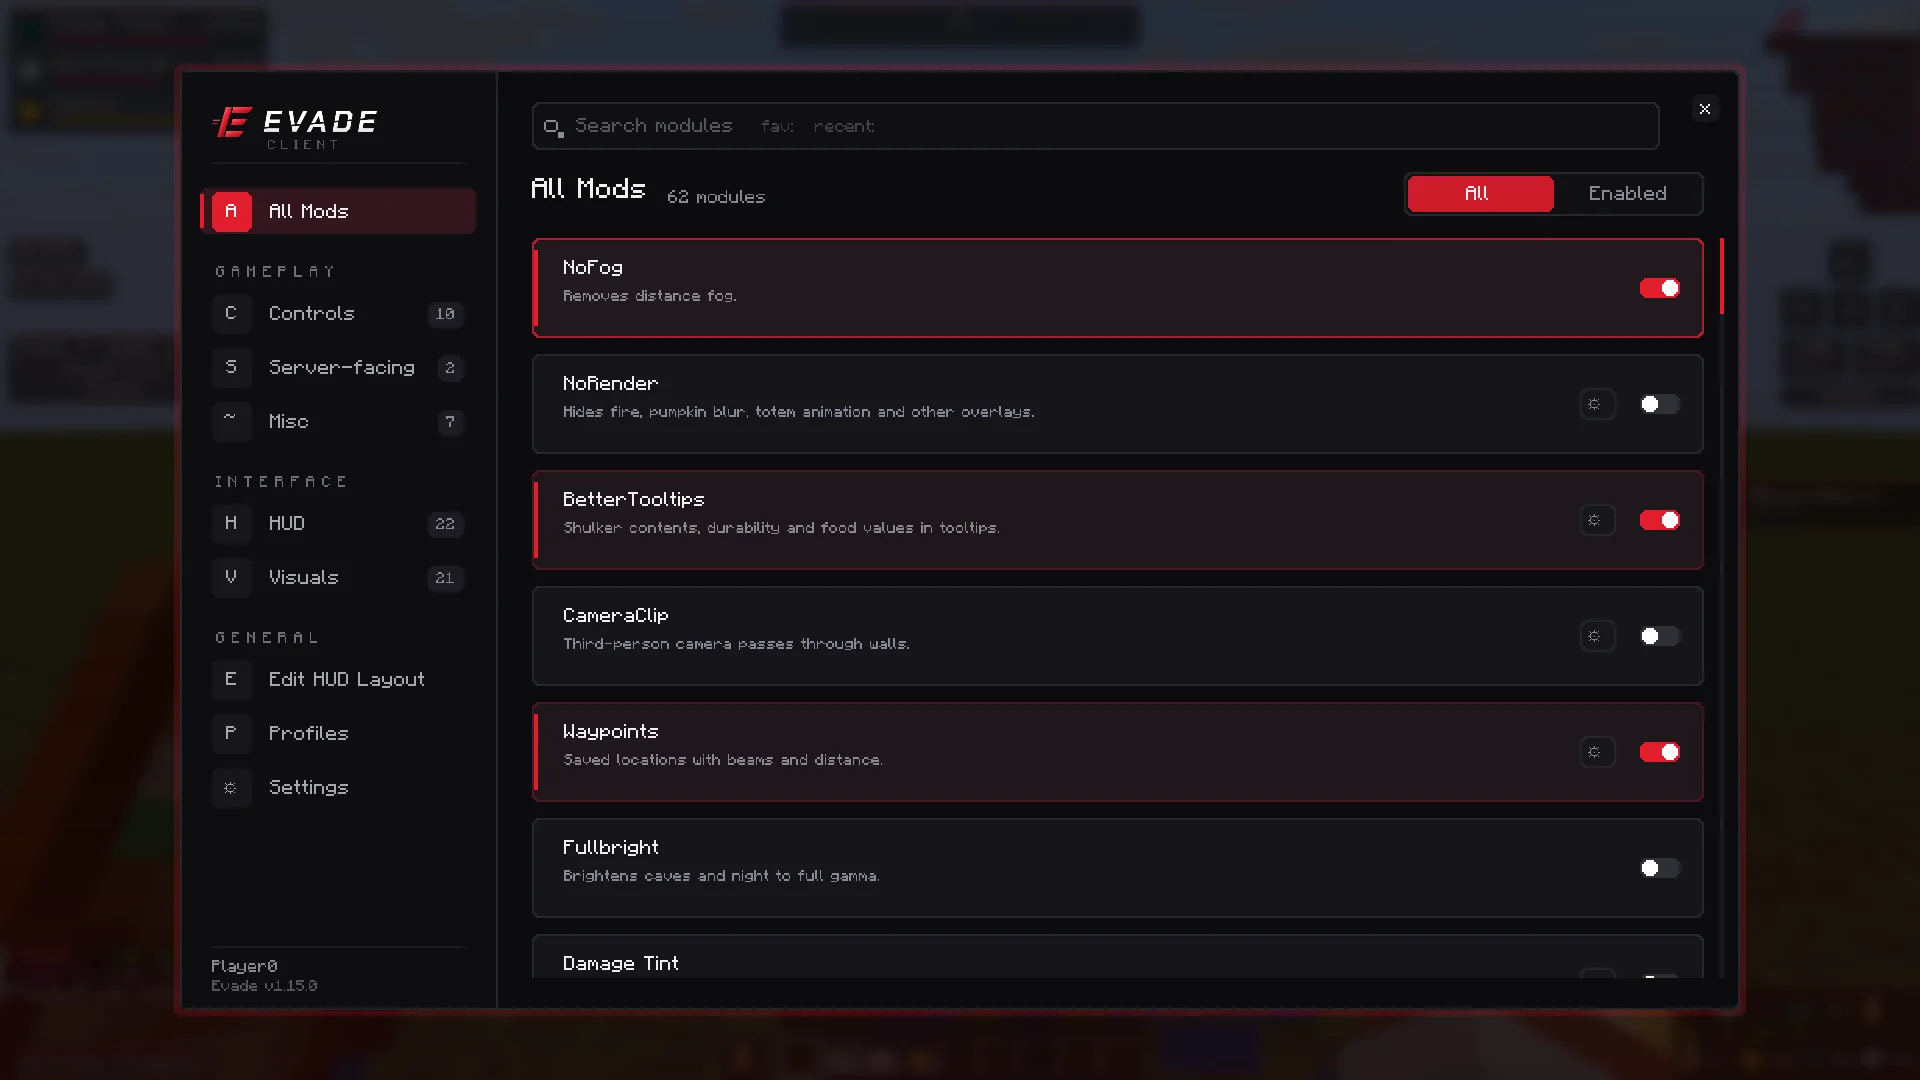 EVADE
CLIENT
A All Mods
GAMEPLAY
C Controls 10
S Server-facing 2
~ Misc 7
INTERFACE
H HUD 22
V Visuals 21
GENERAL
E Edit HUD Layout
P Profiles
Settings
Player0
Evade v1.15.0
Search modules fav: recent:
All Mods 62 modules
All Enabled
NoFog
Removes distance fog.
NoRender
Hides fire, pumpkin blur, totem animation and other overlays.
BetterTooltips
Shulker contents, durability and food values in tooltips.
CameraClip
Third-person camera passes through walls.
Waypoints
Saved locations with beams and distance.
Fullbright
Brightens caves and night to full gamma.
Damage Tint